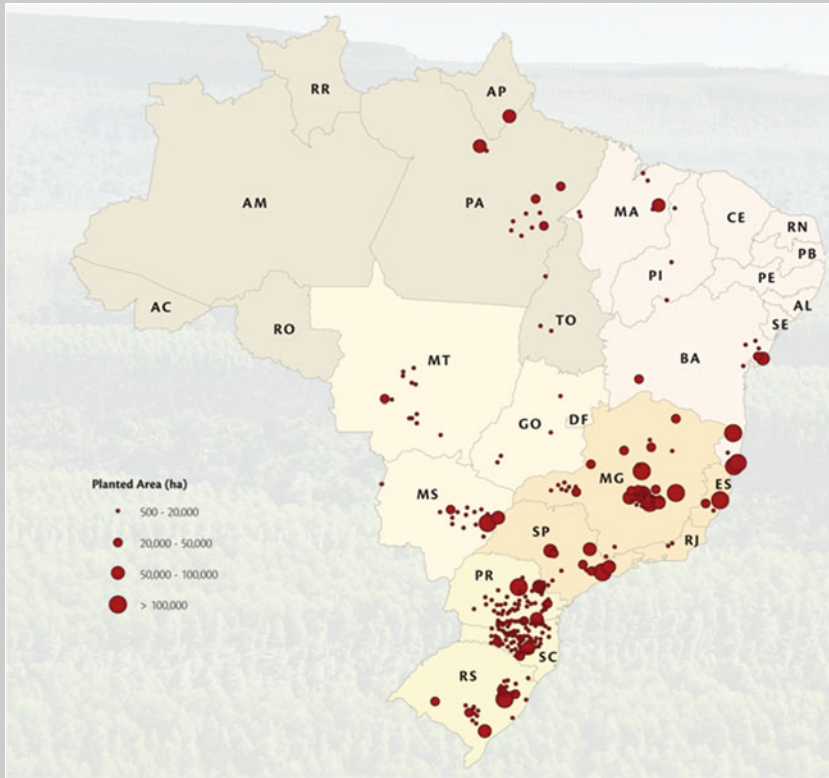 RR
AP
AM
PA
MA
CE
RN
PB
PE
PI
AL
SE
AC
RO
TO
BA
MT
GO
DF
MG
ES
MS
SP
RJ
PR
SC
RS
Planted Area (ha)
500 - 20,000
20,000 - 50,000
50,000 - 100,000
> 100,000